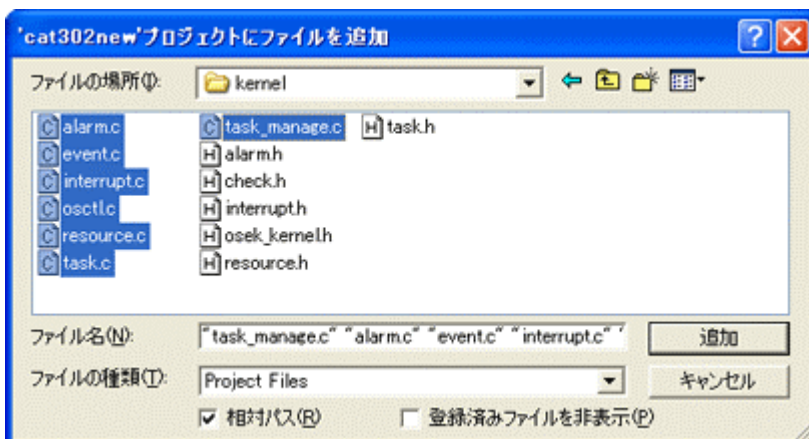 'cat302new'プロジェクトにファイルを追加
ファイルの場所(I):
kernel
alarm.c
event.c
interrupt.c
osctl.c
resource.c
task.c
task_manage.c
alarm.h
check.h
interrupt.h
osek_kernel.h
resource.h
task.h
ファイル名(N):
"task_manage.c" "alarm.c" "event.c" "interrupt.c" "
追加
ファイルの種類(T):
Project Files
キャンセル
相対パス(R)
登録済みファイルを非表示(P)